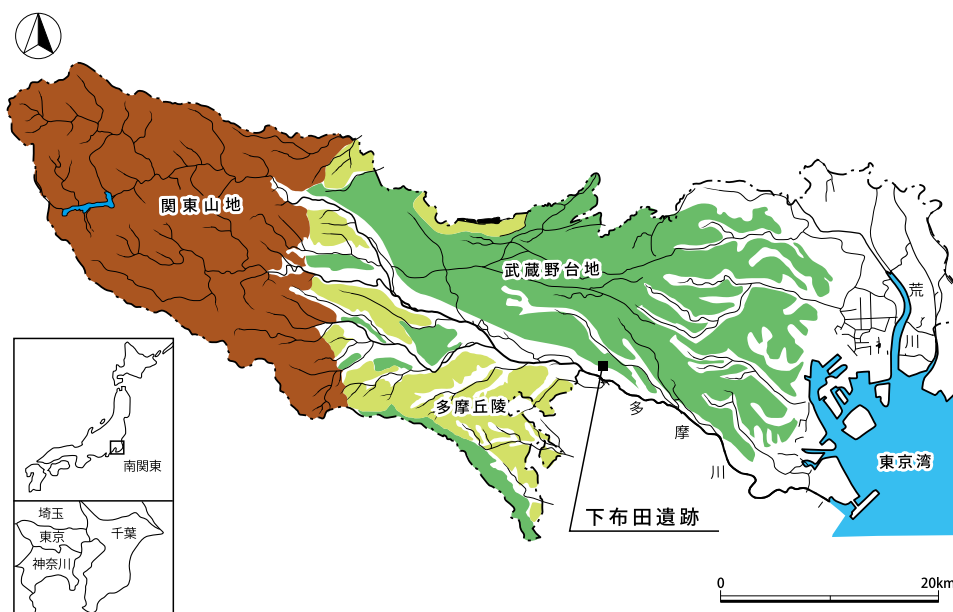 関東山地
武蔵野台地
荒
川
多摩丘陵
多
摩
川
東京湾
下布田遺跡
南関東
埼玉
東京
千葉
神奈川
0
20km